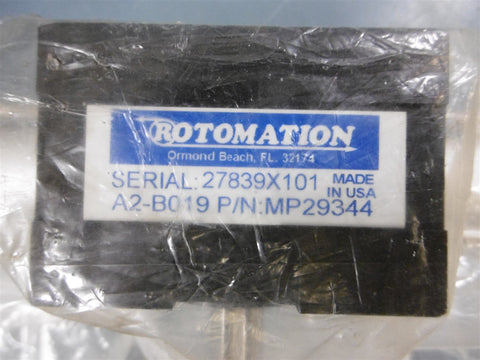 ROTOMATION
Ormond Beach, FL. 32174
SERIAL: 27839X101 MADE IN USA
A2-B019 P/N:MP29344